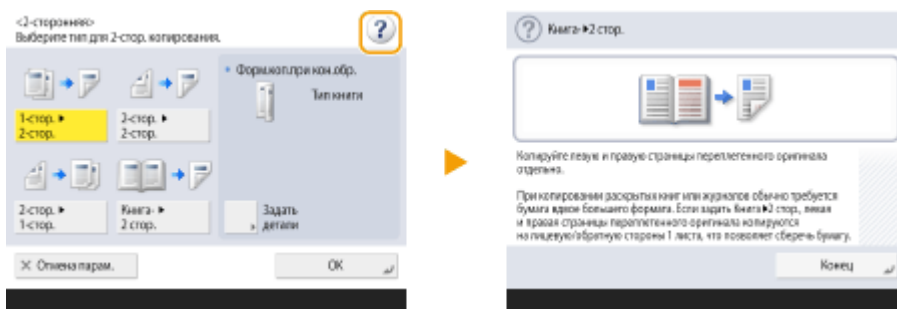 <2-сторонняя>
Выберите тип для 2-стор. копирования.
?
Форм.коп.при кон.обр.
Тип книги
1-стор. ▶
2-стор.
2-стор. ▶
2-стор.
2-стор. ▶
1-стор.
Книга- ▶
2 стор.
Задать
детали
× Отмена парам.
OK
? Книга-▶2 стор.
Копируйте левую и правую страницы переплетенного оригинала
отдельно.
При копировании раскрытых книг или журналов обычно требуется
бумага вдвое большего формата. Если задать Книга▶2 стор, левая
и правая страницы переплетенного оригинала копируются
на лицевую/обратную стороны 1 листа, что позволяет сберечь бумагу.
Конец